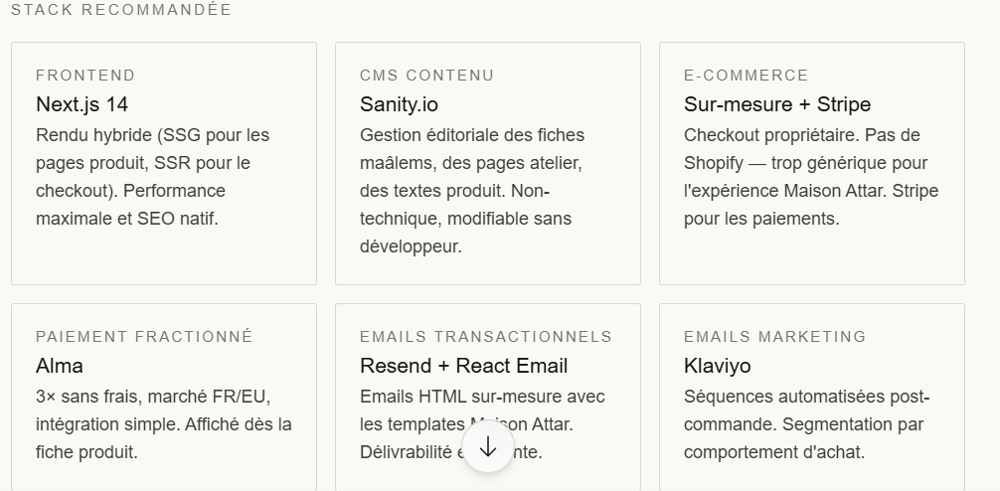 STACK RECOMMANDÉE
FRONTEND
Next.js 14
Rendu hybride (SSG pour les
pages produit, SSR pour le
checkout). Performance
maximale et SEO natif.
CMS CONTENU
Sanity.io
Gestion éditoriale des fiches
maâlems, des pages atelier,
des textes produit. Non-
technique, modifiable sans
développeur.
E-COMMERCE
Sur-mesure + Stripe
Checkout propriétaire. Pas de
Shopify — trop générique pour
l'expérience Maison Attar. Stripe
pour les paiements.
PAIEMENT FRACTIONNÉ
Alma
3× sans frais, marché FR/EU,
intégration simple. Affiché dès la
fiche produit.
EMAILS TRANSACTIONNELS
Resend + React Email
Emails HTML sur-mesure avec
les templates Maison Attar.
Délivrabilité
EMAILS MARKETING
Klaviyo
Séquences automatisées post-
commande. Segmentation par
comportement d'achat.